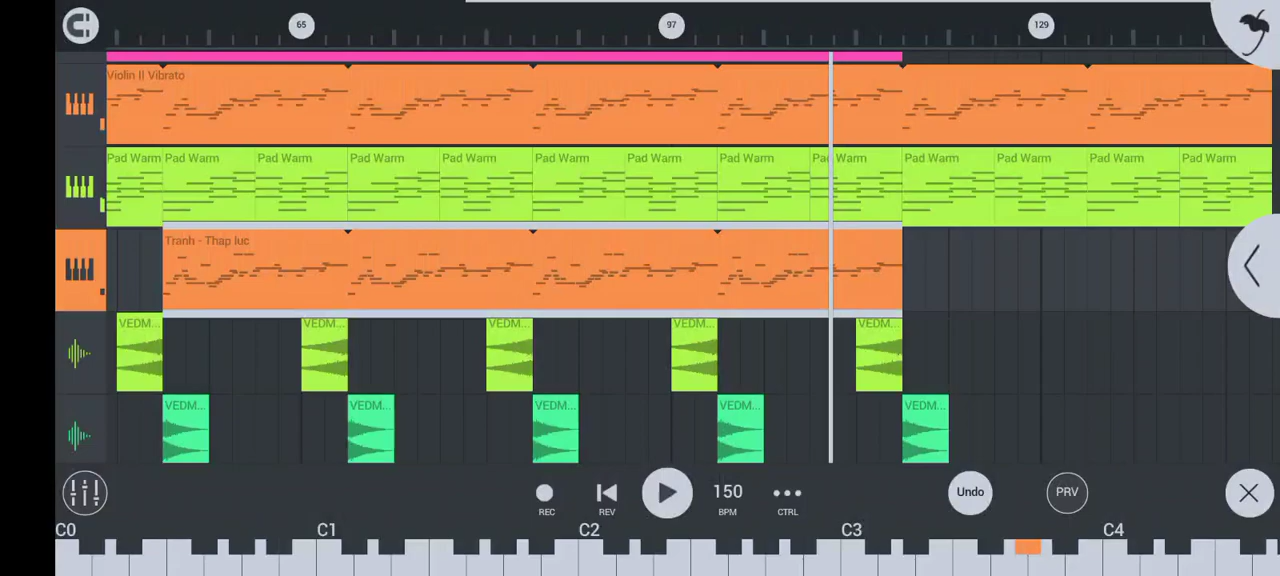 65
97
129
Violin II Vibrato
Pad Warm Pad Warm Pad Warm Pad Warm Pad Warm Pad Warm Pad Warm Pad Warm Pad Warm Pad Warm Pad Warm Pad Warm Pad Warm
Tranh - Thap luc
VEDM... VEDM... VEDM... VEDM... VEDM...
VEDM... VEDM... VEDM... VEDM... VEDM...
150
Undo
PRV
REC
REV
BPM
CTRL
C0
C1
C2
C3
C4